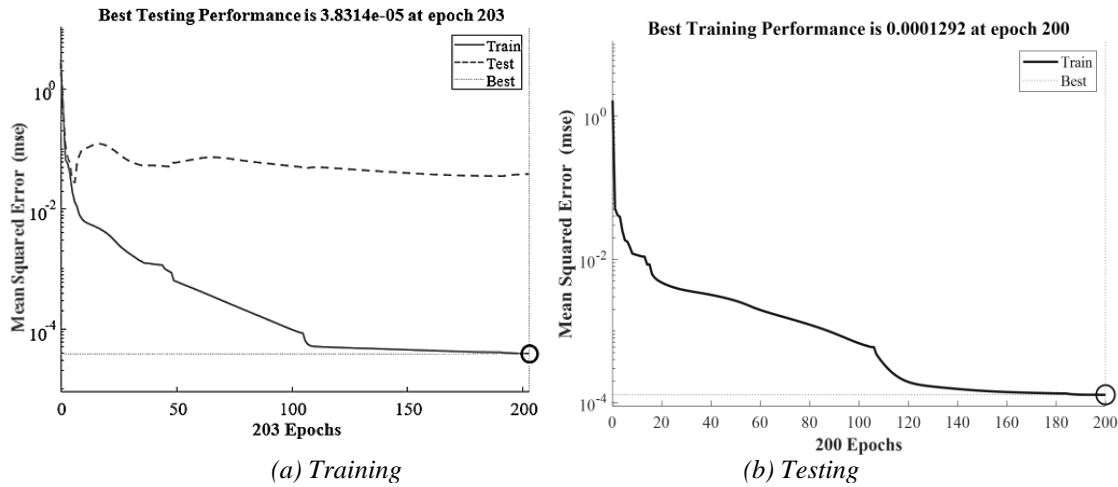 Best Testing Performance is 3.8314e-05 at epoch 203
Train
Test
Best
Mean Squared Error (mse)
10^0
10^-2
10^-4
0 50 100 150 200
203 Epochs
(a) Training
Best Training Performance is 0.0001292 at epoch 200
Train
Best
Mean Squared Error (mse)
10^0
10^-2
10^-4
0 20 40 60 80 100 120 140 160 180 200
200 Epochs
(b) Testing